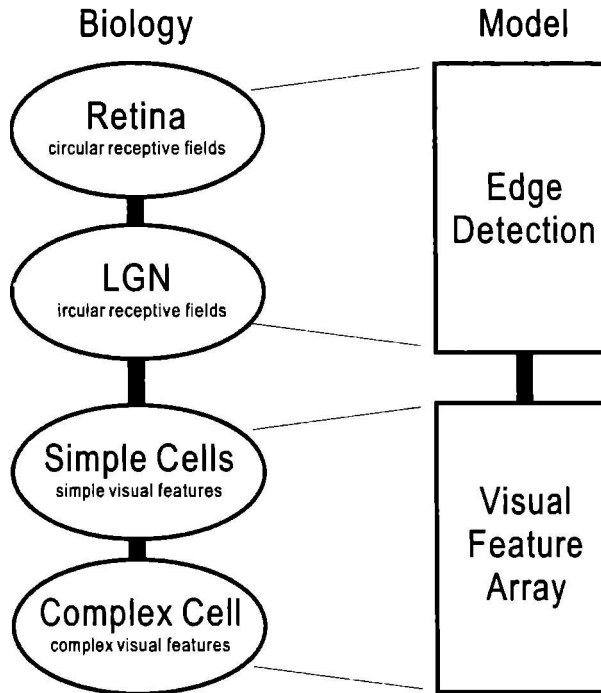 Biology
Model
Retina
circular receptive fields
LGN
ircular receptive fields
Simple Cells
simple visual features
Complex Cell
complex visual features
Edge
Detection
Visual
Feature
Array